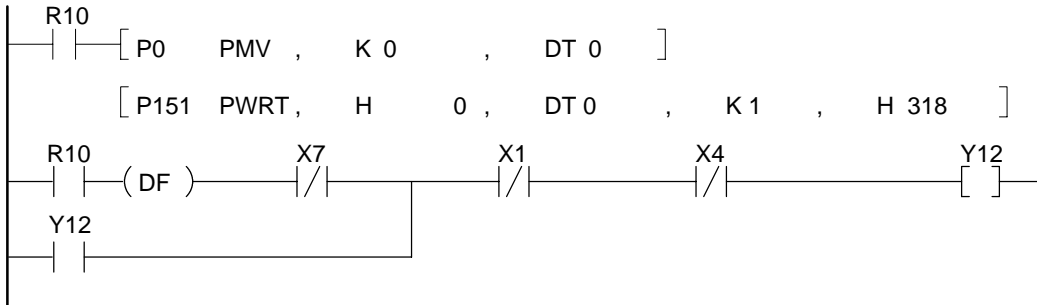 R10
P0 PMV , K 0 , DT 0
P151 PWRT , H 0 , DT 0 , K 1 , H 318
R10 X7 X1 X4 Y12
DF
Y12